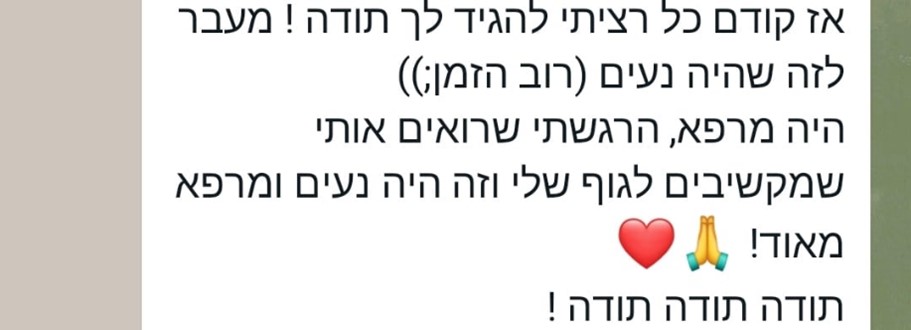 אז קודם כל רציתי להגיד לך תודה ! מעבר
לזה שהיה נעים (רוב הזמן;))
היה מרפא, הרגשתי שרואים אותי
שמקשיבים לגוף שלי וזה היה נעים ומרפא
מאוד! 🙏❤️
תודה תודה תודה !